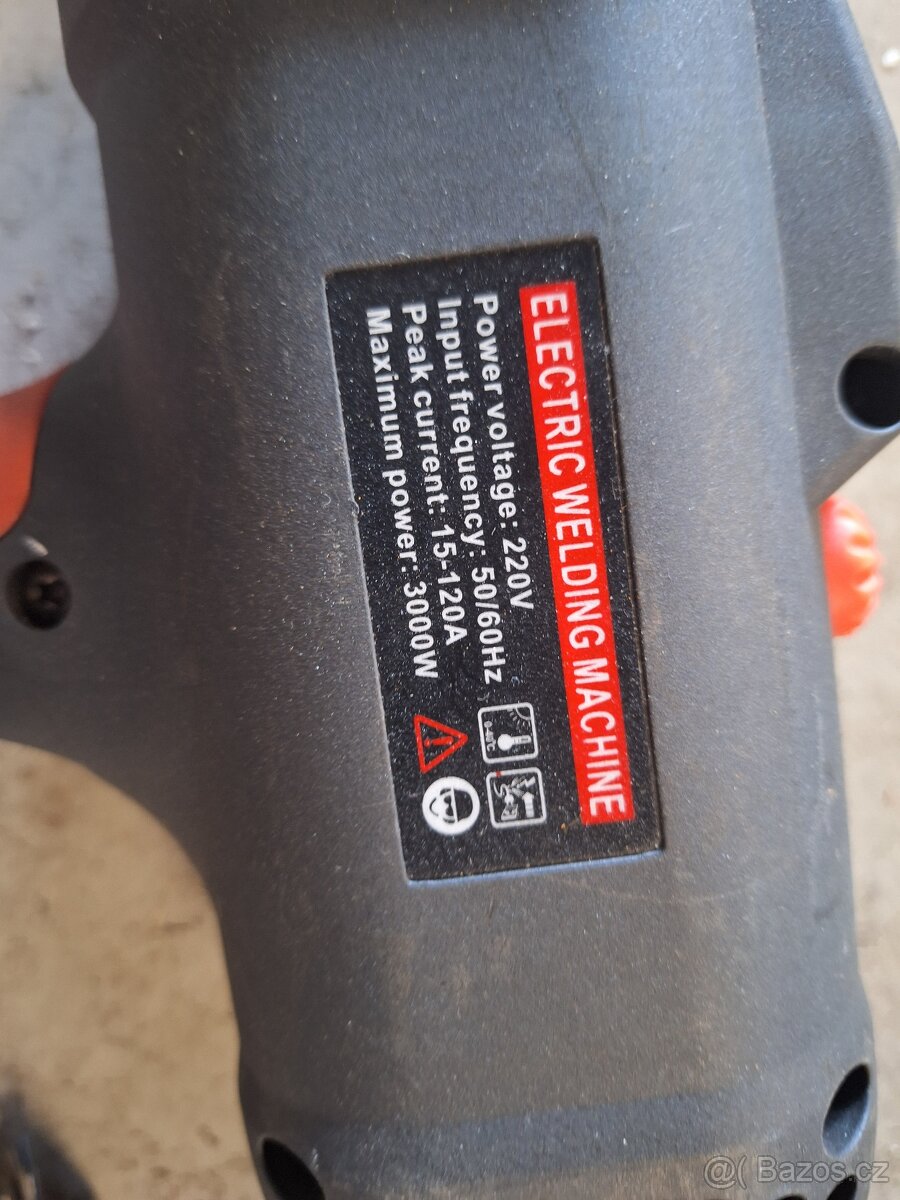 ELECTRIC WELDING MACHINE
Power voltage: 220V
Input frequency: 50/60Hz
Peak current: 15-120A
Maximum power: 3000W
@( Bazos.cz